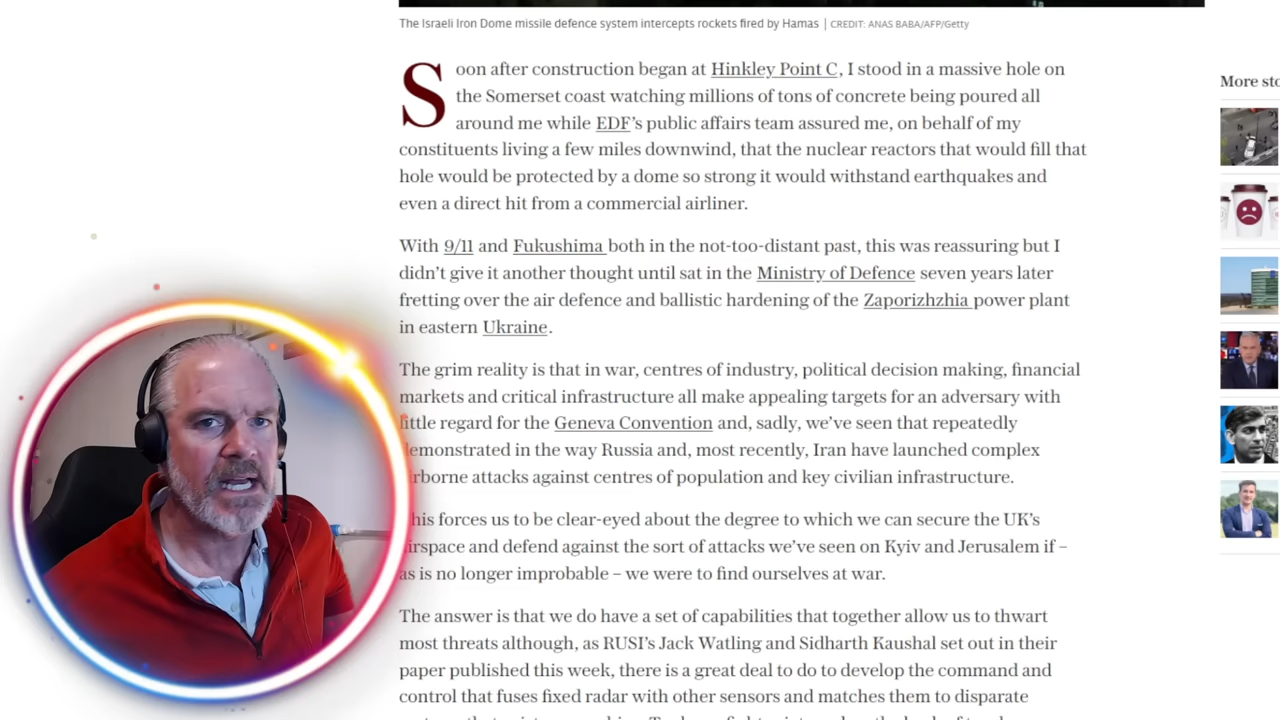 The Israeli Iron Dome missile defence system intercepts rockets fired by Hamas | CREDIT: ANAS BABA/AFP/Getty
Soon after construction began at Hinkley Point C, I stood in a massive hole on
the Somerset coast watching millions of tons of concrete being poured all
around me while EDF’s public affairs team assured me, on behalf of my
constituents living a few miles downwind, that the nuclear reactors that would fill that
hole would be protected by a dome so strong it would withstand earthquakes and
even a direct hit from a commercial airliner.
With 9/11 and Fukushima both in the not-too-distant past, this was reassuring but I
didn’t give it another thought until sat in the Ministry of Defence seven years later
fretting over the air defence and ballistic hardening of the Zaporizhzhia power plant
in eastern Ukraine.
The grim reality is that in war, centres of industry, political decision making, financial
markets and critical infrastructure all make appealing targets for an adversary with
little regard for the Geneva Convention and, sadly, we’ve seen that repeatedly
demonstrated in the way Russia and, most recently, Iran have launched complex
airborne attacks against centres of population and key civilian infrastructure.
This forces us to be clear-eyed about the degree to which we can secure the UK’s
airspace and defend against the sort of attacks we’ve seen on Kyiv and Jerusalem if –
as is no longer improbable – we were to find ourselves at war.
The answer is that we do have a set of capabilities that together allow us to thwart
most threats although, as RUSI’s Jack Watling and Sidharth Kaushal set out in their
paper published this week, there is a great deal to do to develop the command and
control that fuses fixed radar with other sensors and matches them to disparate
More sto